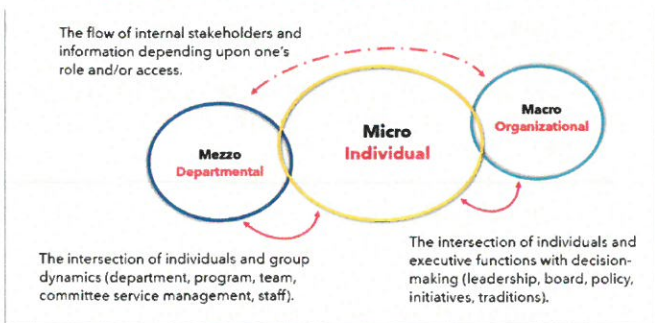 The flow of internal stakeholders and
information depending upon one's
role and/or access.
Mezzo
Departmental
Micro
Individual
Macro
Organizational
The intersection of individuals and group
dynamics (department, program, team,
committee service management, staff).
The intersection of individuals and
executive functions with decision-
making (leadership, board, policy,
initiatives, traditions).